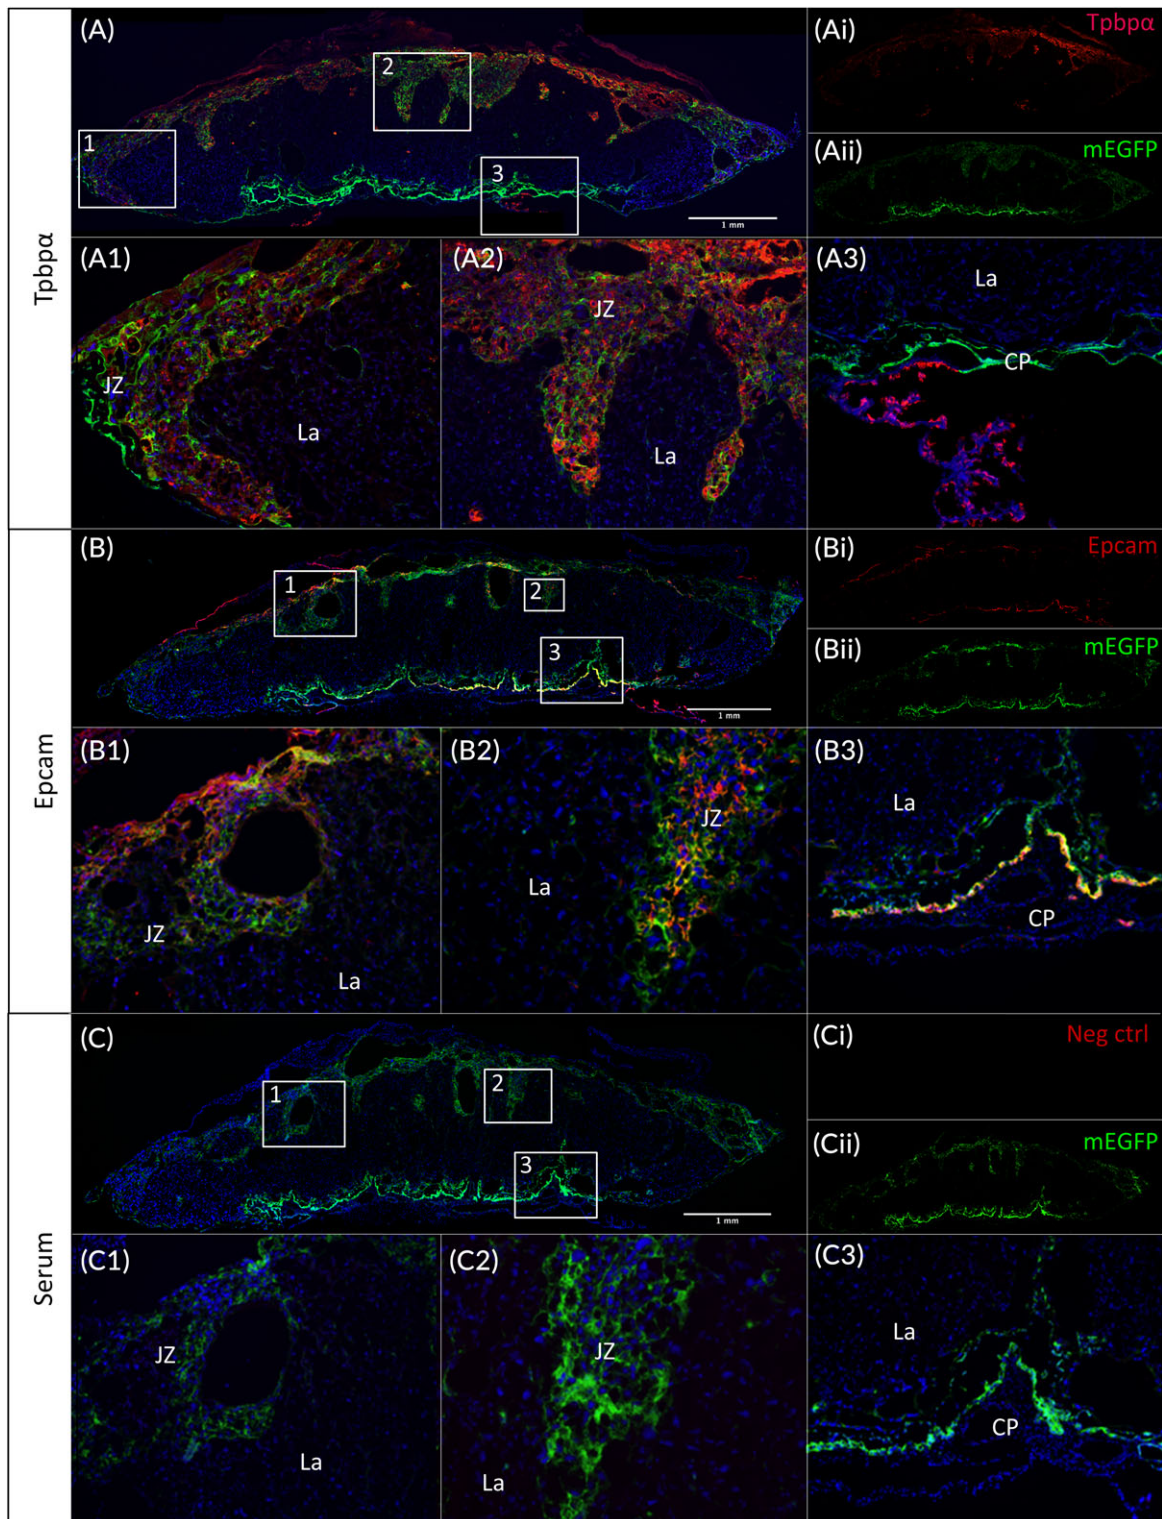 Tpbpα
(A)
1
2
3
1 mm
(Ai)
Tpbpα
(Aii)
mEGFP
(A1)
JZ
La
(A2)
JZ
La
(A3)
La
CP
Epcam
(B)
1
2
3
1 mm
(Bi)
Epcam
(Bii)
mEGFP
(B1)
JZ
La
(B2)
JZ
La
(B3)
La
CP
Serum
(C)
1
2
3
1 mm
(Ci)
Neg ctrl
(Cii)
mEGFP
(C1)
JZ
La
(C2)
JZ
La
(C3)
La
CP